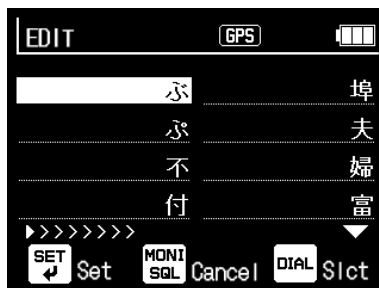 EDIT GPS
ぶ 埠
ぷ 夫
不 婦
付 富
▶〉〉〉〉〉〉〉〉
SET Set MONI SQL Cancel DIAL Slct